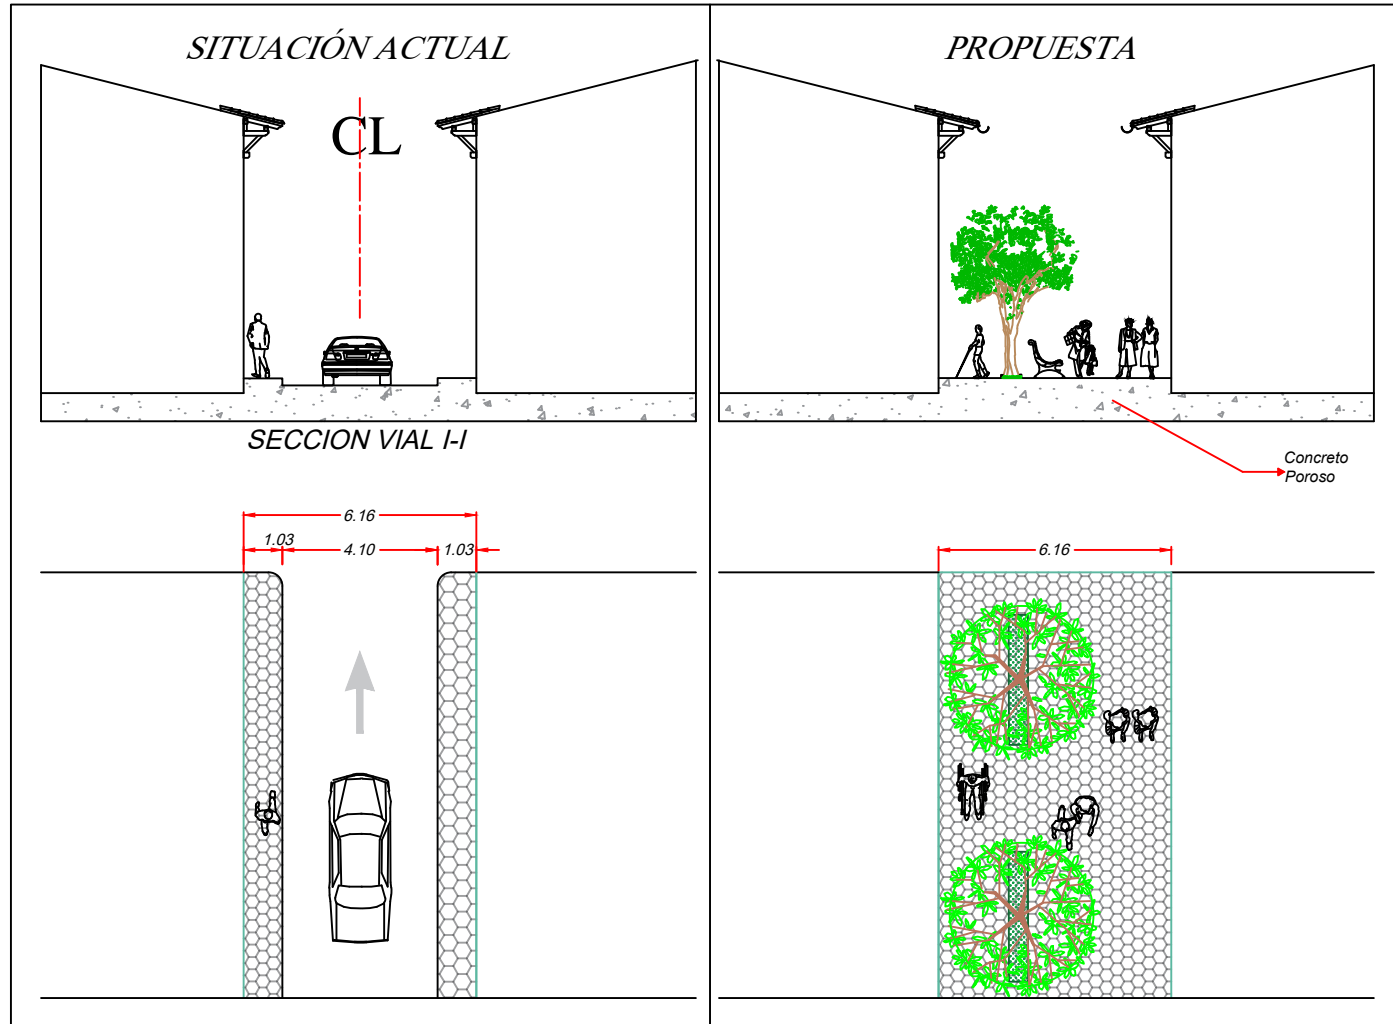 SITUACIÓN ACTUAL
CL
SECCION VIAL I-I
6.16
1.03
4.10
1.03
PROPUESTA
Concreto
Poroso
6.16